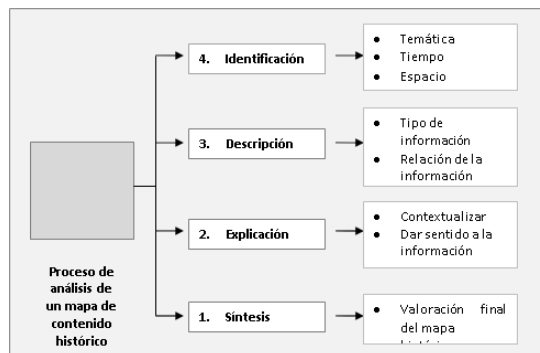 4. Identificación
● Temática
● Tiempo
● Espacio
3. Descripción
● Tipo de
información
● Relación de la
información
2. Explicación
● Contextualizar
● Dar sentido a la
información
Proceso de
análisis de
un mapa de
contenido
histórico
1. Síntesis
● Valoración final
del mapa